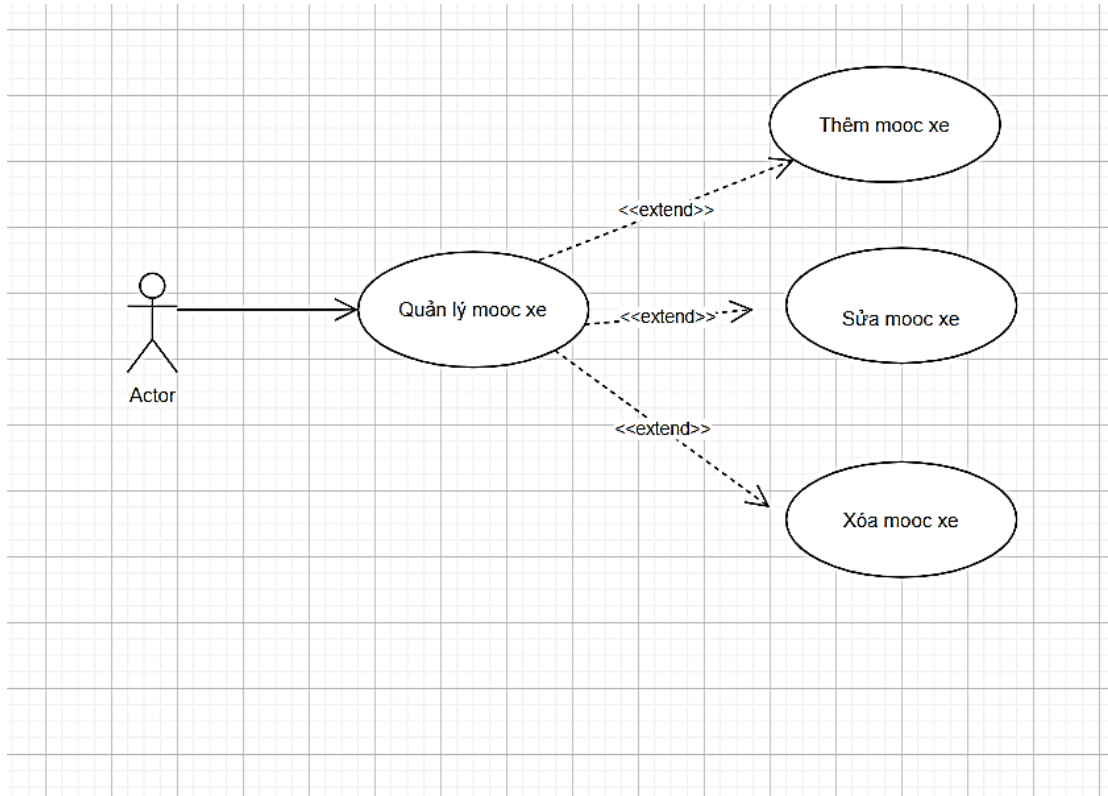 Thêm mooc xe
<<extend>>
Quản lý mooc xe
<<extend>>
Sửa mooc xe
Actor
<<extend>>
Xóa mooc xe